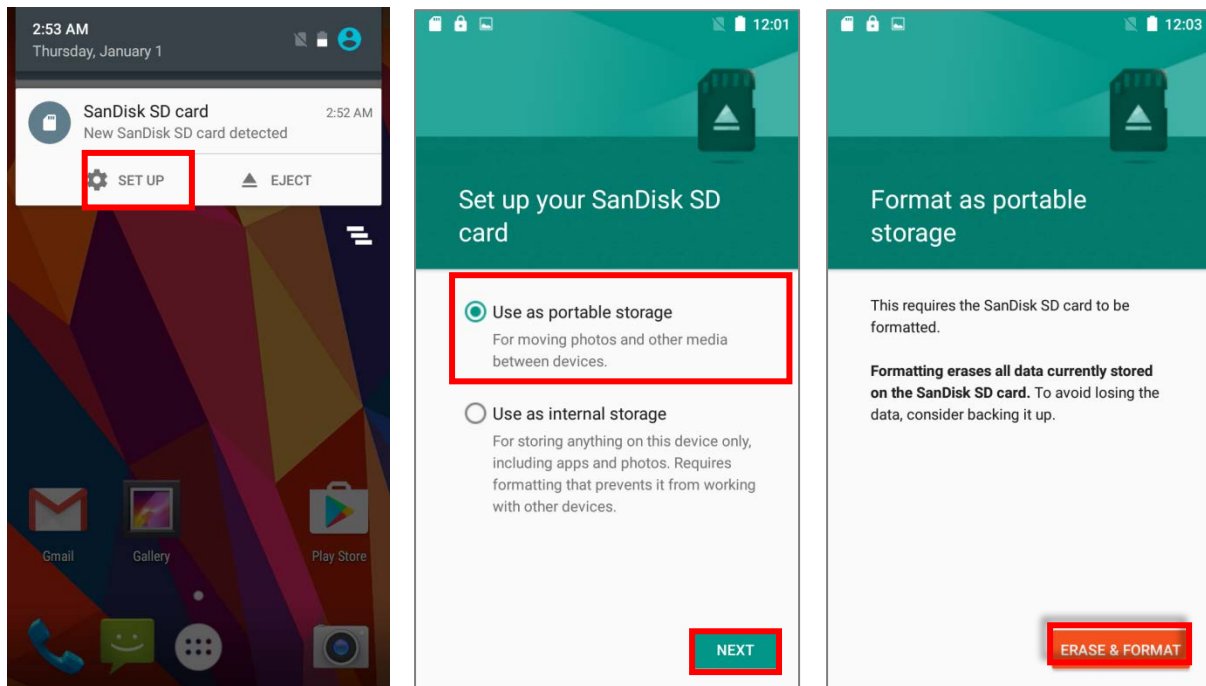 2:53 AM
Thursday, January 1
SanDisk SD card 2:52 AM
New SanDisk SD card detected
SET UP EJECT
Gmail Gallery Play Store
12:01
Set up your SanDisk SD
card
Use as portable storage
For moving photos and other media
between devices.
Use as internal storage
For storing anything on this device only,
including apps and photos. Requires
formatting that prevents it from working
with other devices.
NEXT
12:03
Format as portable
storage
This requires the SanDisk SD card to be
formatted.
Formatting erases all data currently stored
on the SanDisk SD card. To avoid losing the
data, consider backing it up.
ERASE & FORMAT